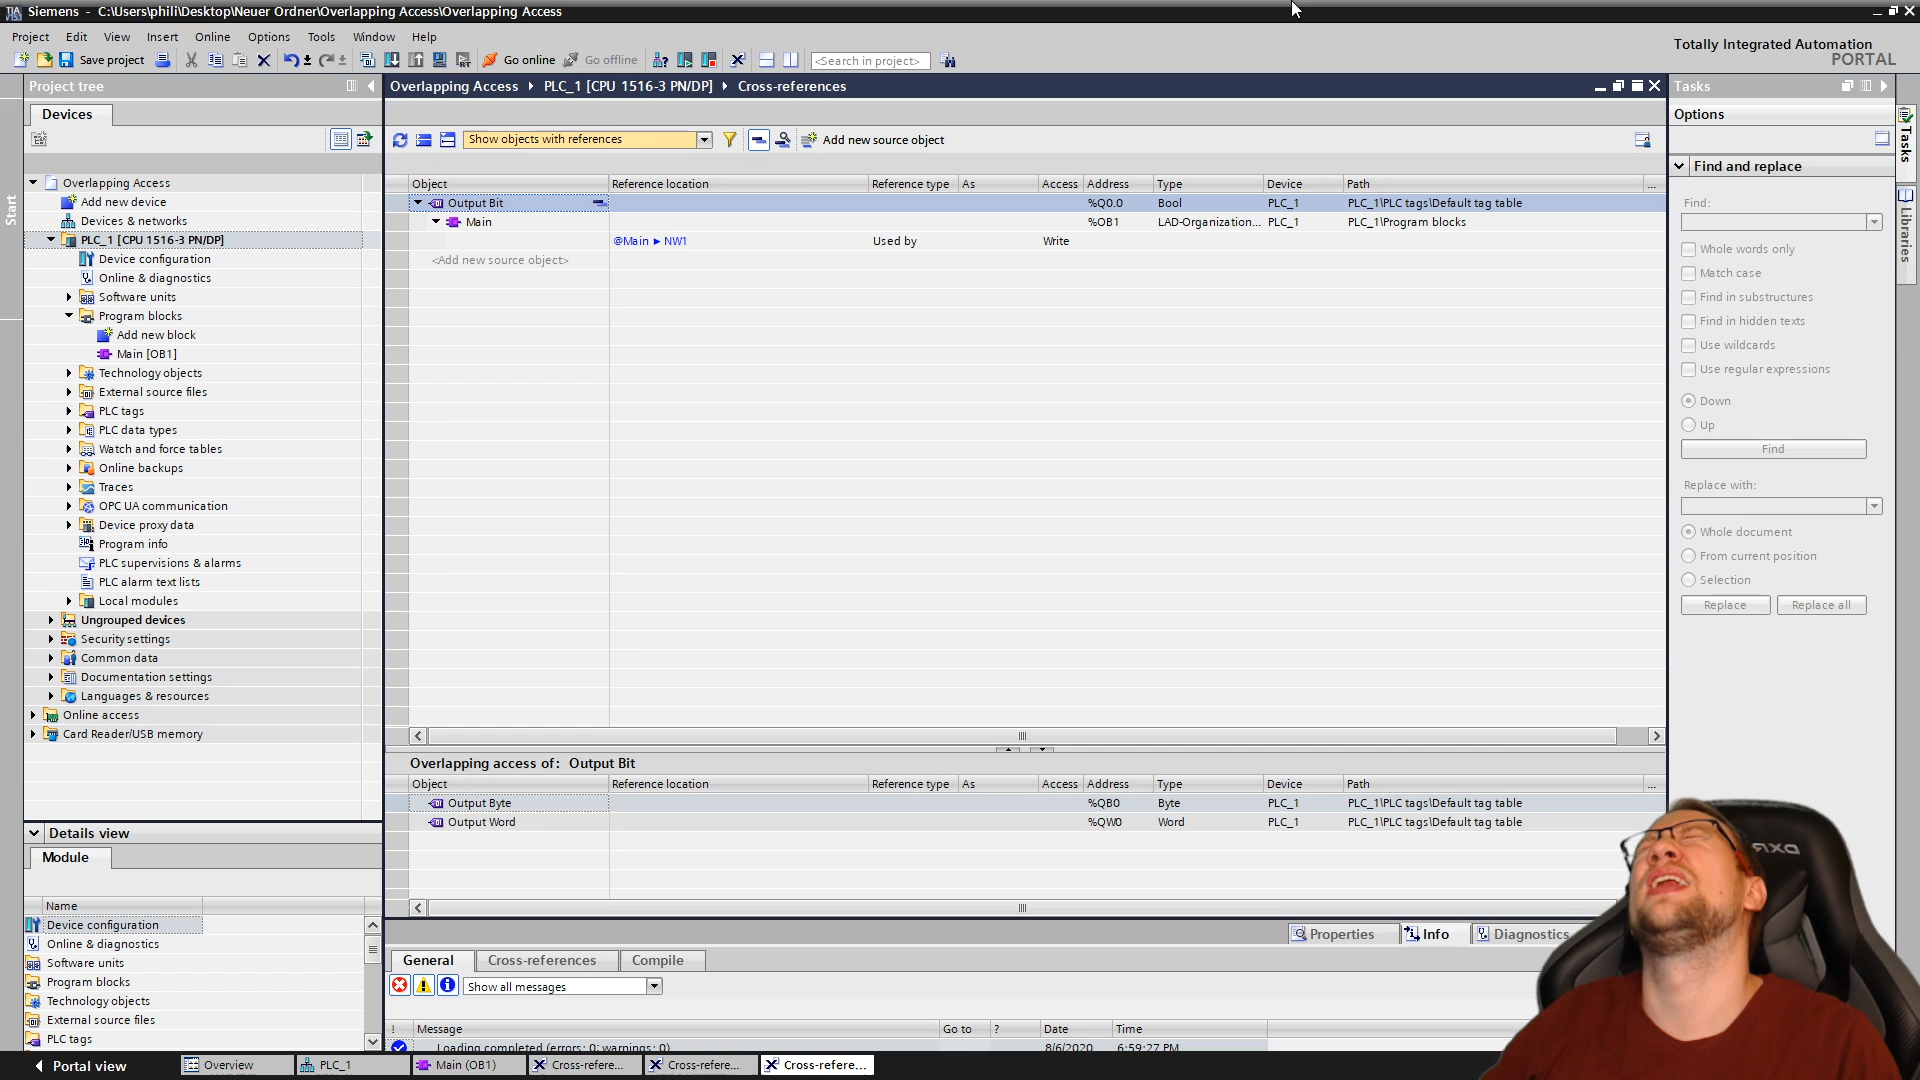 Siemens - C:\Users\phili\Desktop\Neuer Ordner\Overlapping Access\Overlapping Access
Project Edit View Insert Online Options Tools Window Help
Totally Integrated Automation
PORTAL
Save project
Go online
Go offline
<Search in project>
Project tree
Devices
Start
Overlapping Access
Add new device
Devices & networks
PLC_1 [CPU 1516-3 PN/DP]
Device configuration
Online & diagnostics
Software units
Program blocks
Add new block
Main [OB1]
Technology objects
External source files
PLC tags
PLC data types
Watch and force tables
Online backups
Traces
OPC UA communication
Device proxy data
Program info
PLC supervisions & alarms
PLC alarm text lists
Local modules
Ungrouped devices
Security settings
Common data
Documentation settings
Languages & resources
Online access
Card Reader/USB memory
Details view
Module
Name
Device configuration
Online & diagnostics
Software units
Program blocks
Technology objects
External source files
PLC tags
Overlapping Access ▸ PLC_1 [CPU 1516-3 PN/DP] ▸ Cross-references
Show objects with references
Add new source object
Object Reference location Reference type As Access Address Type Device Path ...
Output Bit %Q0.0 Bool PLC_1 PLC_1\PLC tags\Default tag table
Main %OB1 LAD-Organization... PLC_1 PLC_1\Program blocks
@Main ▸ NW1 Used by Write
<Add new source object>
Overlapping access of: Output Bit
Object Reference location Reference type As Access Address Type Device Path ...
Output Byte %QB0 Byte PLC_1 PLC_1\PLC tags\Default tag table
Output Word %QW0 Word PLC_1 PLC_1\PLC tags\Default tag table
Properties Info Diagnostics
General Cross-references Compile
Show all messages
! Message Go to ? Date Time
Loading completed (errors: 0; warnings: 0) 8/6/2020 6:59:27 PM
Tasks
Options
Find and replace
Find:
Whole words only
Match case
Find in substructures
Find in hidden texts
Use wildcards
Use regular expressions
Down
Up
Find
Replace with:
Whole document
From current position
Selection
Replace Replace all
Tasks
Libraries
DXR
Portal view Overview PLC_1 Main (OB1) Cross-refere... Cross-refere... Cross-refere...